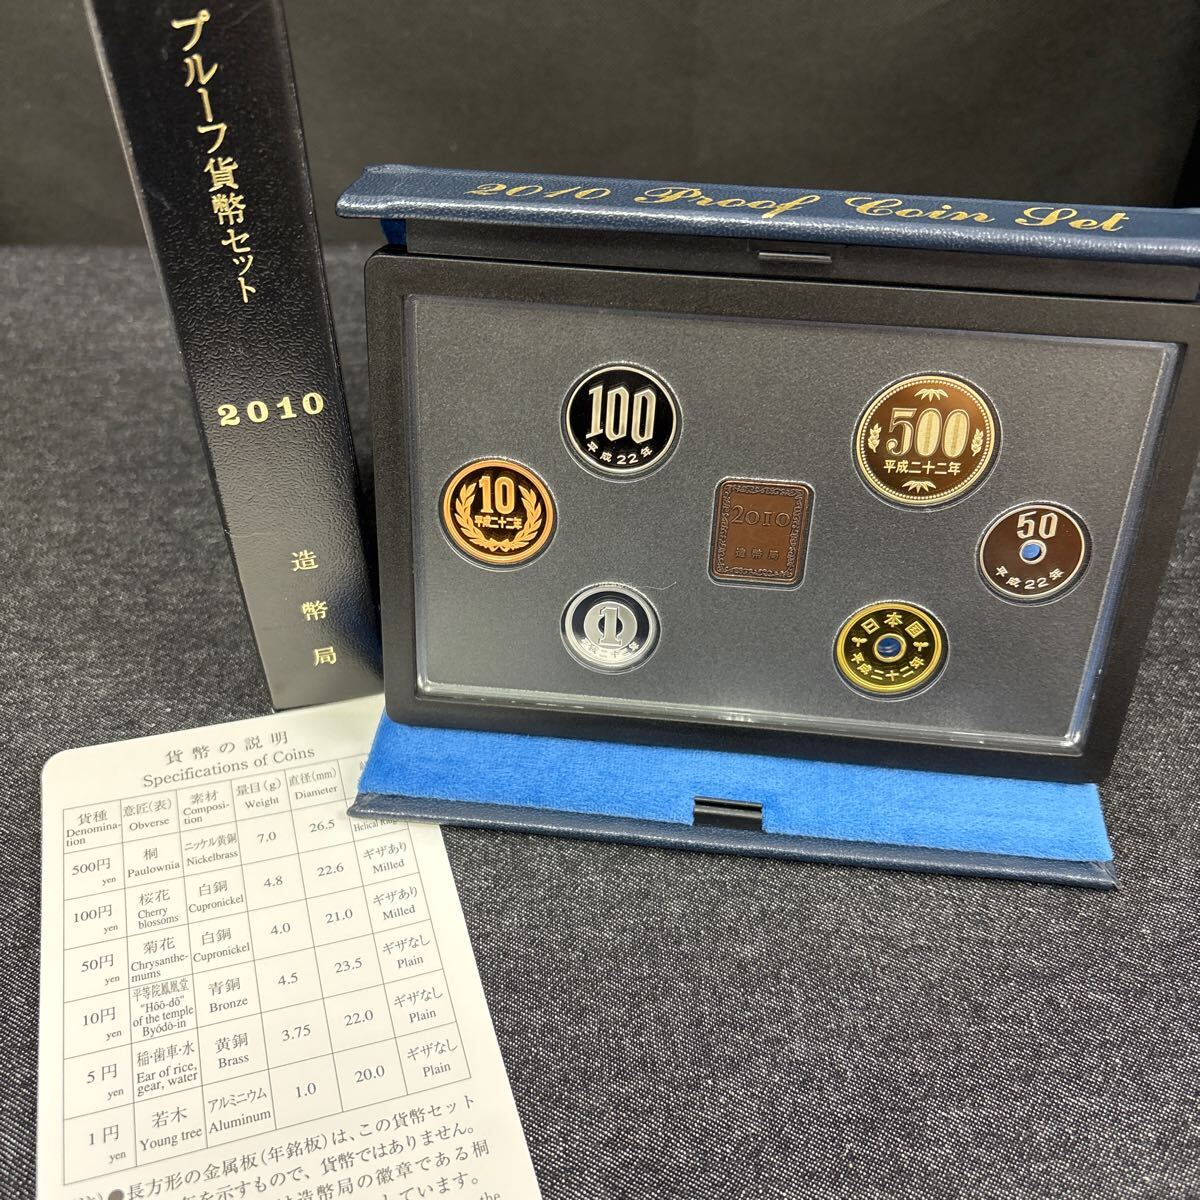 プルーフ貨幣セット
2010
造幣局
2010 Proof Coin Set
100
平成22年
500
平成二十二年
10
平成二十二年
2010
造幣局
50
平成22年
1
平成二十二年
日本国
平成二十二年
貨幣の説明
Specifications of Coins
貨種 意匠(表) 素材 量目(g) 直径(mm)
Denomina-tion Obverse Composi-tion Weight Diameter
500円 yen 桐 Paulownia ニッケル黄銅 Nickelbrass 7.0 26.5
100円 yen 桜花 Cherry blossoms 白銅 Cupronickel 4.8 22.6 ギザあり Milled
50円 yen 菊花 Chrysanthe-mums 白銅 Cupronickel 4.0 21.0 ギザあり Milled
10円 yen 平等院鳳凰堂 "Hōō-dō" of the temple Byōdō-in 青銅 Bronze 4.5 23.5 ギザなし Plain
5円 yen 稲・歯車・水 Ear of rice, gear, water 黄銅 Brass 3.75 22.0 ギザなし Plain
1円 yen 若木 Young tree アルミニウム Aluminum 1.0 20.0 ギザなし Plain
●長方形の金属板(年銘板)は、この貨幣セット
を示すもので、貨幣ではありません。
造幣局の徽章である桐
しています。
the